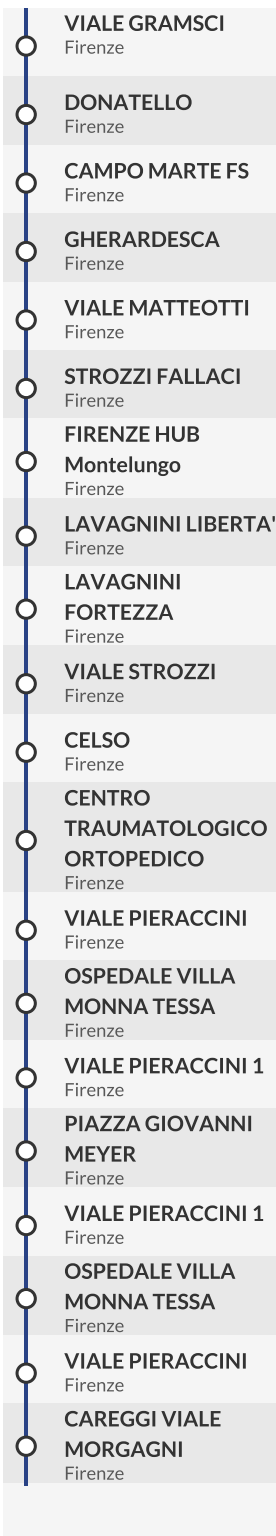 VIALE GRAMSCI
Firenze
DONATELLO
Firenze
CAMPO MARTE FS
Firenze
GHERARDESCA
Firenze
VIALE MATTEOTTI
Firenze
STROZZI FALLACI
Firenze
FIRENZE HUB
Montelungo
Firenze
LAVAGNINI LIBERTA'
Firenze
LAVAGNINI
FORTEZZA
Firenze
VIALE STROZZI
Firenze
CELSO
Firenze
CENTRO
TRAUMATOLOGICO
ORTOPEDICO
Firenze
VIALE PIERACCINI
Firenze
OSPEDALE VILLA
MONNA TESSA
Firenze
VIALE PIERACCINI 1
Firenze
PIAZZA GIOVANNI
MEYER
Firenze
VIALE PIERACCINI 1
Firenze
OSPEDALE VILLA
MONNA TESSA
Firenze
VIALE PIERACCINI
Firenze
CAREGGI VIALE
MORGAGNI
Firenze